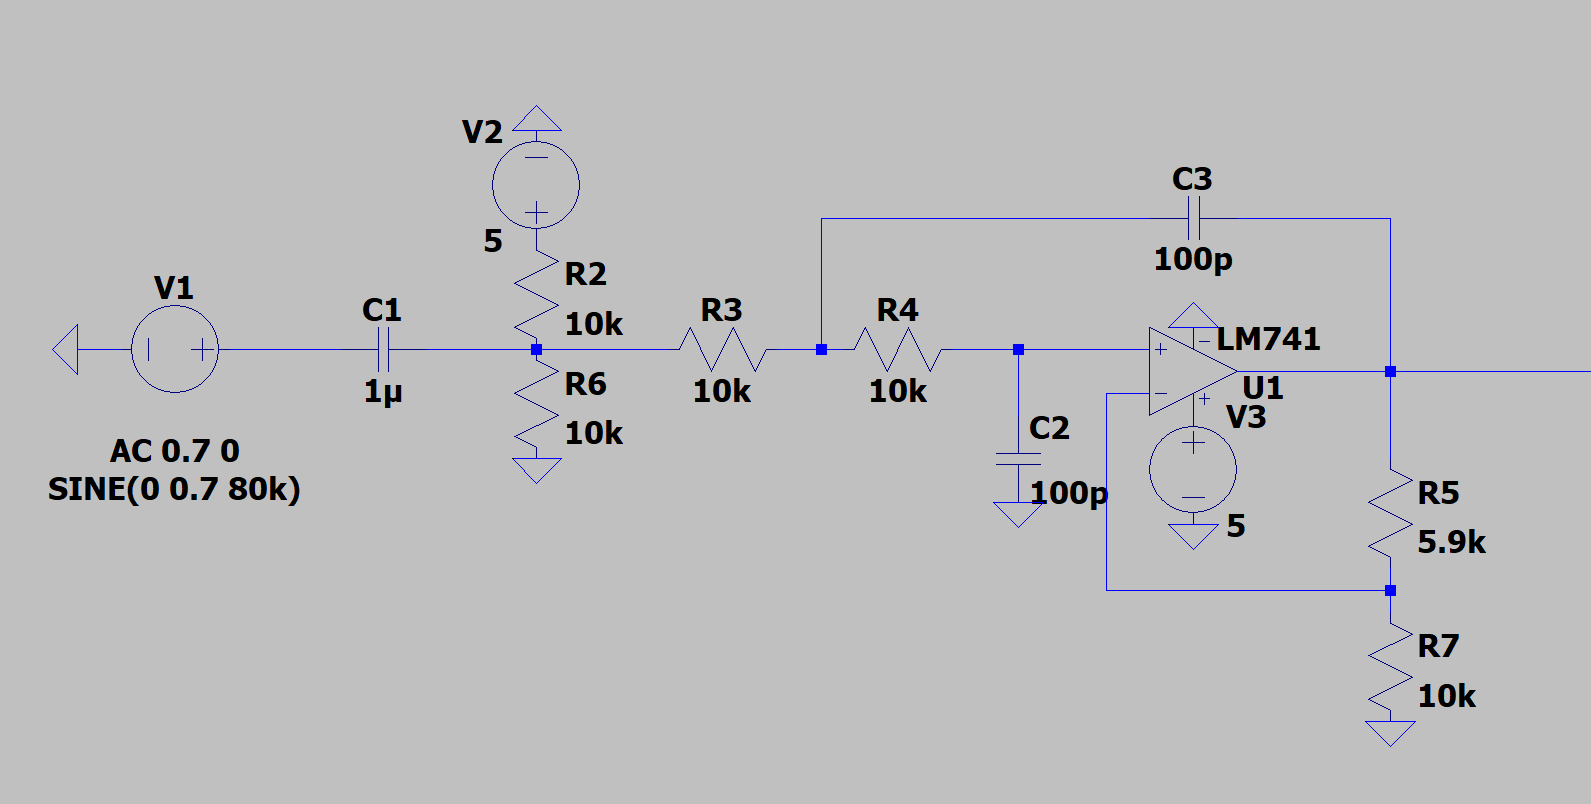 V2
5
R2
10k
V1
C1
1µ
R6
10k
AC 0.7 0
SINE(0 0.7 80k)
R3
10k
R4
10k
C3
100p
LM741
U1
V3
5
C2
100p
R5
5.9k
R7
10k